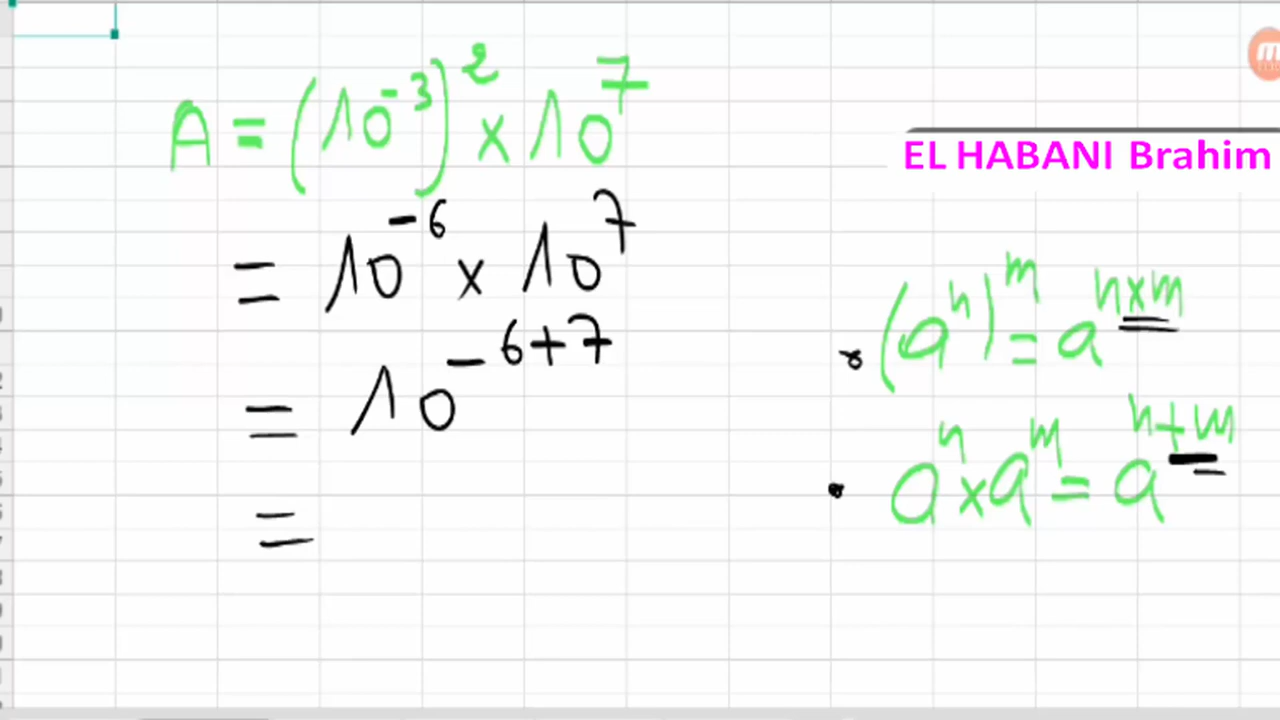 A = (10⁻³)² × 10⁷
EL HABANI Brahim
= 10⁻⁶ × 10⁷
= 10⁻⁶⁺⁷
=
• (aⁿ)ᵐ = aⁿˣᵐ
• aⁿ × aᵐ = aⁿ⁺ᵐ